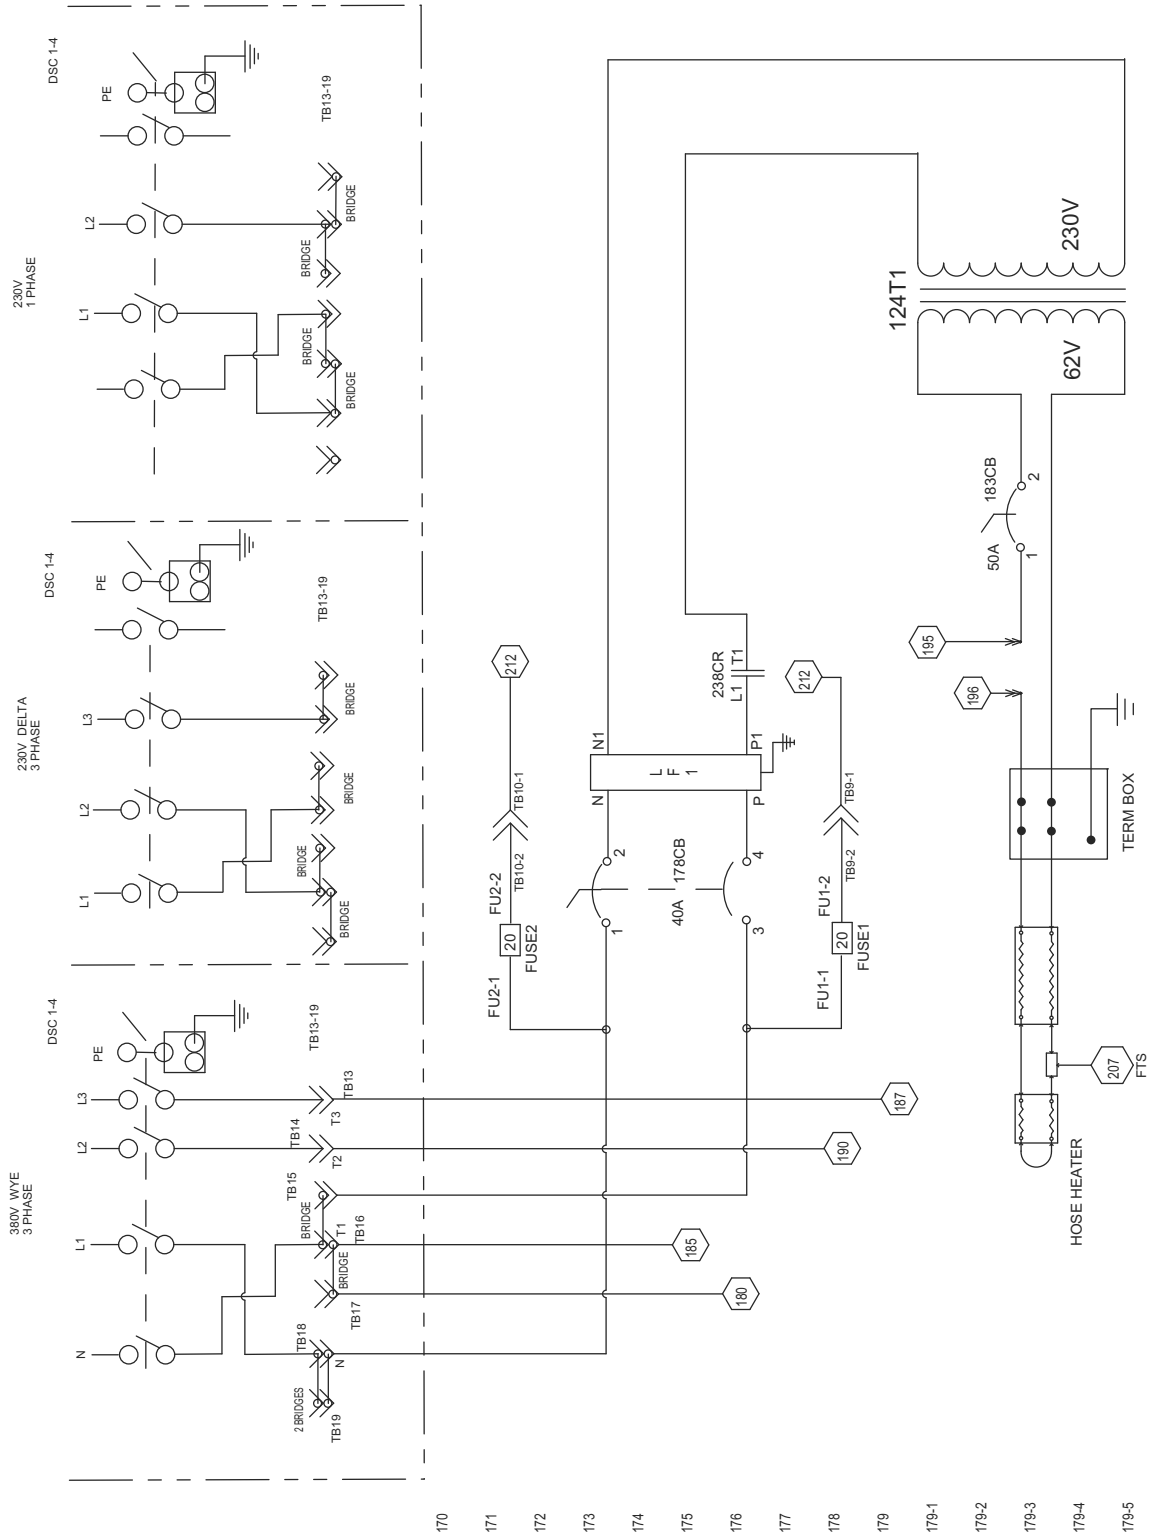 380V WYE
3 PHASE
DSC 1-4
N
L1
L2
L3
PE
2 BRIDGES
TB19
TB18
N
TB17
BRIDGE
T1
TB16
BRIDGE
TB15
T2
TB14
T3
TB13
TB13-19
230V DELTA
3 PHASE
DSC 1-4
L1
L2
L3
PE
BRIDGE
BRIDGE
BRIDGE
BRIDGE
TB13-19
230V
1 PHASE
DSC 1-4
L1
L2
PE
BRIDGE
BRIDGE
BRIDGE
BRIDGE
TB13-19
180
185
190
187
FU2-1
20
FUSE2
FU2-2
TB10-2
TB10-1
212
1
2
40A
178CB
3
4
N
N1
L
F
1
P
P1
238CR
L1
T1
FU1-1
20
FUSE1
FU1-2
TB9-2
TB9-1
212
124T1
230V
62V
183CB
50A
1
2
195
196
TERM BOX
HOSE HEATER
207
FTS
170
171
172
173
174
175
176
177
178
179
179-1
179-2
179-3
179-4
179-5